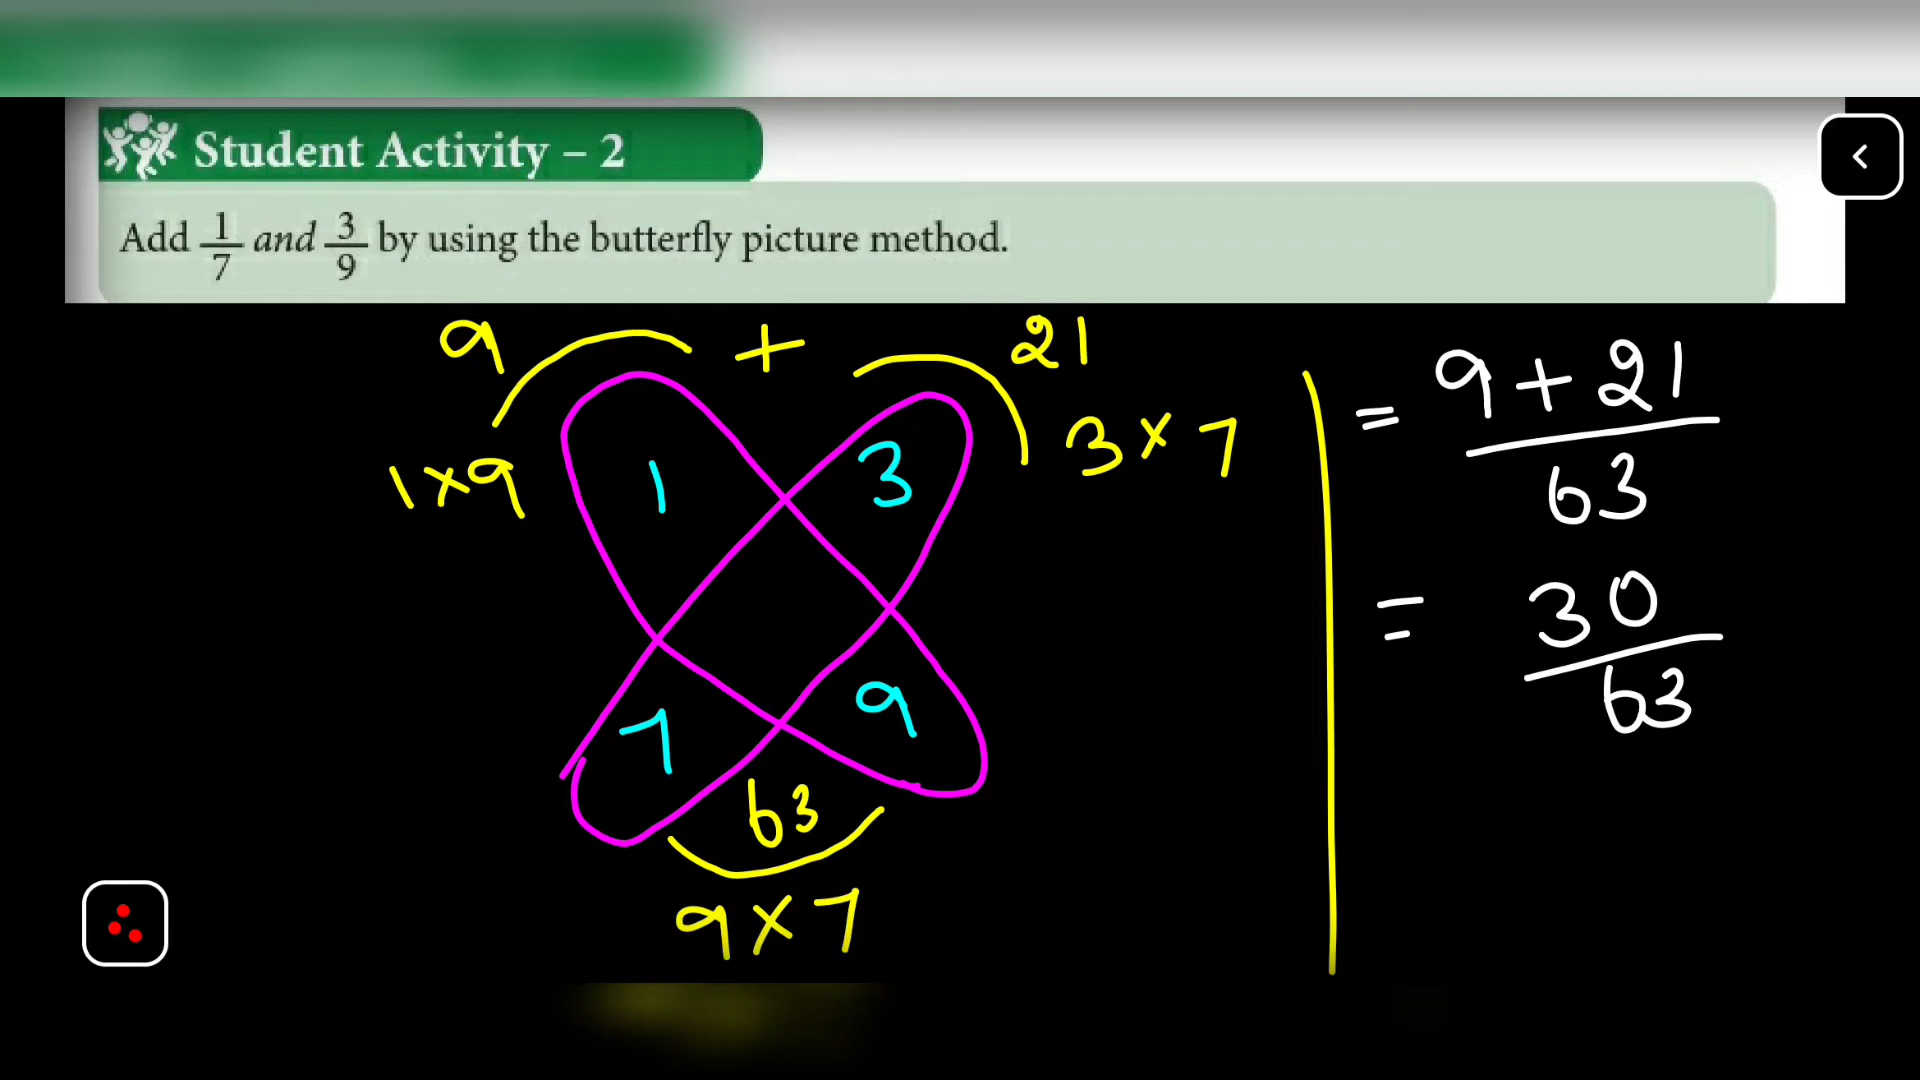 Student Activity – 2
Add 1/7 and 3/9 by using the butterfly picture method.
9 + 21
1×9
3×7
1 3
7 9
63
9×7
= 9+21/63
= 30/63